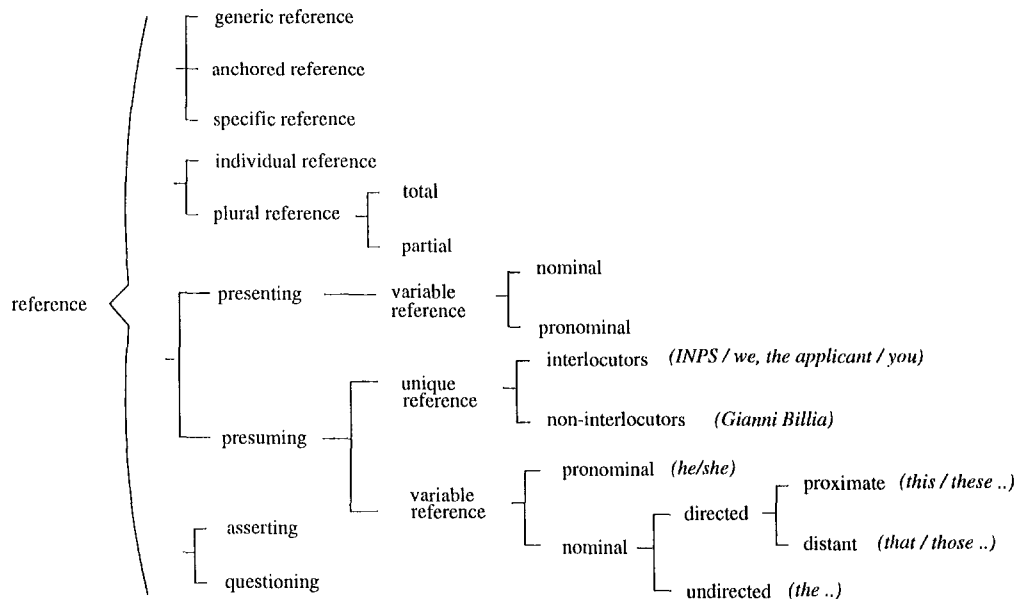 generic reference
anchored reference
specific reference
individual reference
total
plural reference
partial
nominal
reference
presenting
variable
reference
pronominal
interlocutors (INPS / we, the applicant / you)
unique
reference
non-interlocutors (Gianni Billia)
presuming
pronominal (he/she)
proximate (this / these ..)
variable
reference
directed
asserting
nominal
distant (that / those ..)
questioning
undirected (the ..)